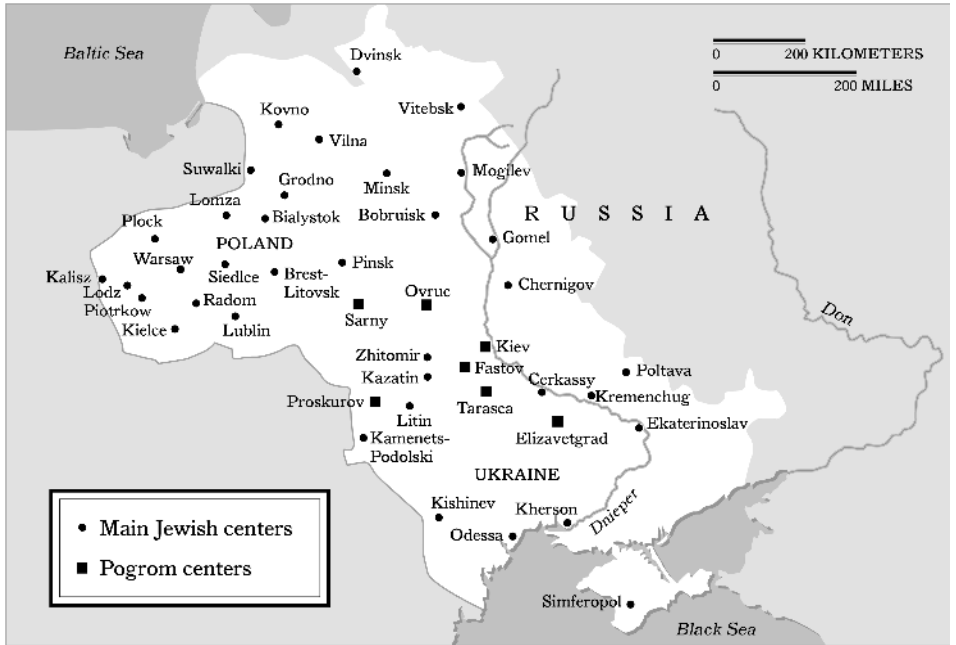 Baltic Sea
Dvinsk
0 200 KILOMETERS
0 200 MILES
Kovno
Vitebsk
Vilna
Suwalki
Grodno
Minsk
Mogilev
Lomza
Bialystok
Bobruisk
RUSSIA
Plock
POLAND
Gomel
Warsaw
Siedlce
Brest-
Litovsk
Pinsk
Kalisz
Lodz
Piotrkow
Radom
Ovruc
Chernigov
Kielce
Lublin
Sarny
Don
Kiev
Zhitomir
Fastov
Kazatin
Cerkassy
Poltava
Proskurov
Litin
Tarasca
Kremenchug
Elizavetgrad
Ekaterinoslav
Kamenets-
Podolski
UKRAINE
Kishinev
Kherson
Dnieper
Odessa
Main Jewish centers
Pogrom centers
Simferopol
Black Sea